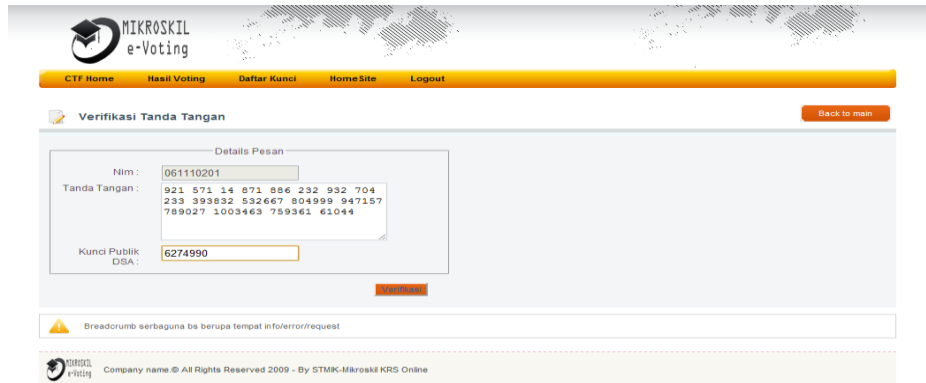 MIKROSKIL
e-Voting
CTF Home Hasil Voting Daftar Kunci HomeSite Logout
Verifikasi Tanda Tangan
Back to main
Details Pesan
Nim :
061110201
Tanda Tangan :
921 571 14 871 886 232 932 704
233 393832 532667 804999 947157
789027 1003463 759361 61044
Kunci Publik
DSA :
6274990
Verifikasi
Breadcrumb serbaguna bs berupa tempat info/error/request
MIKROSKIL
e-Voting
Company name.© All Rights Reserved 2009 - By STMIK-Mikroskil KRS Online